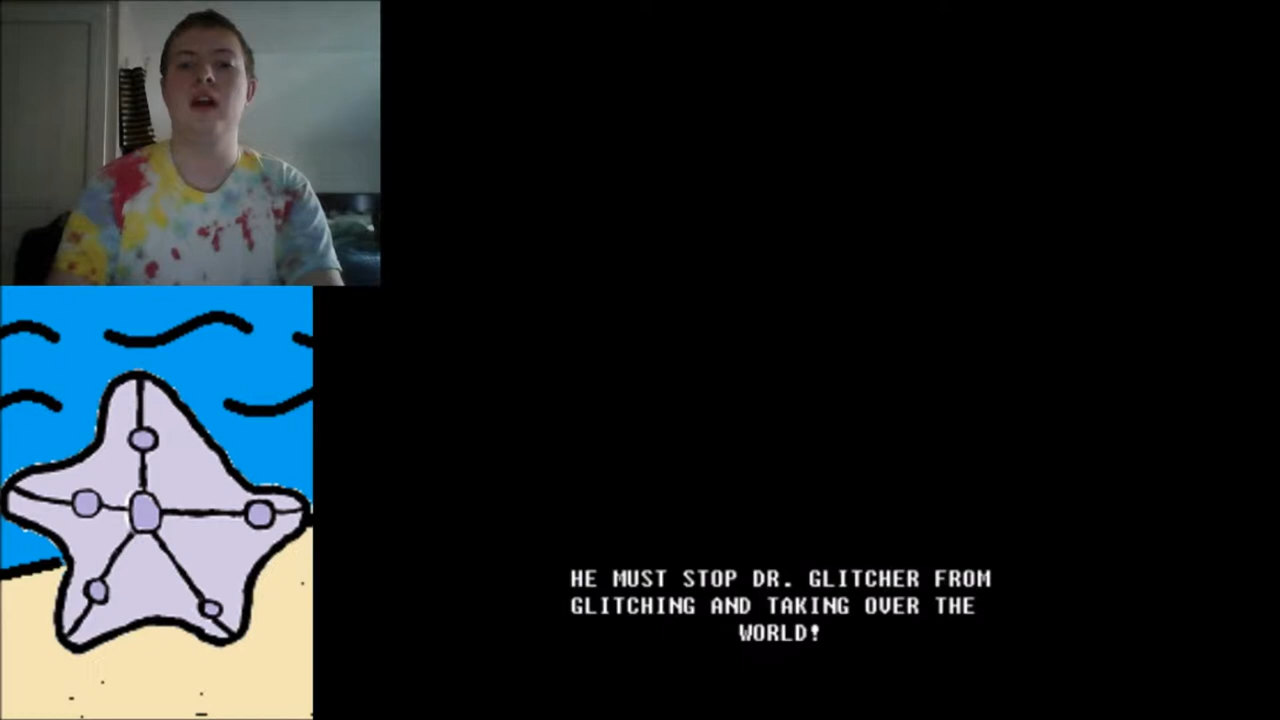 HE MUST STOP DR. GLITCHER FROM
GLITCHING AND TAKING OVER THE
WORLD!